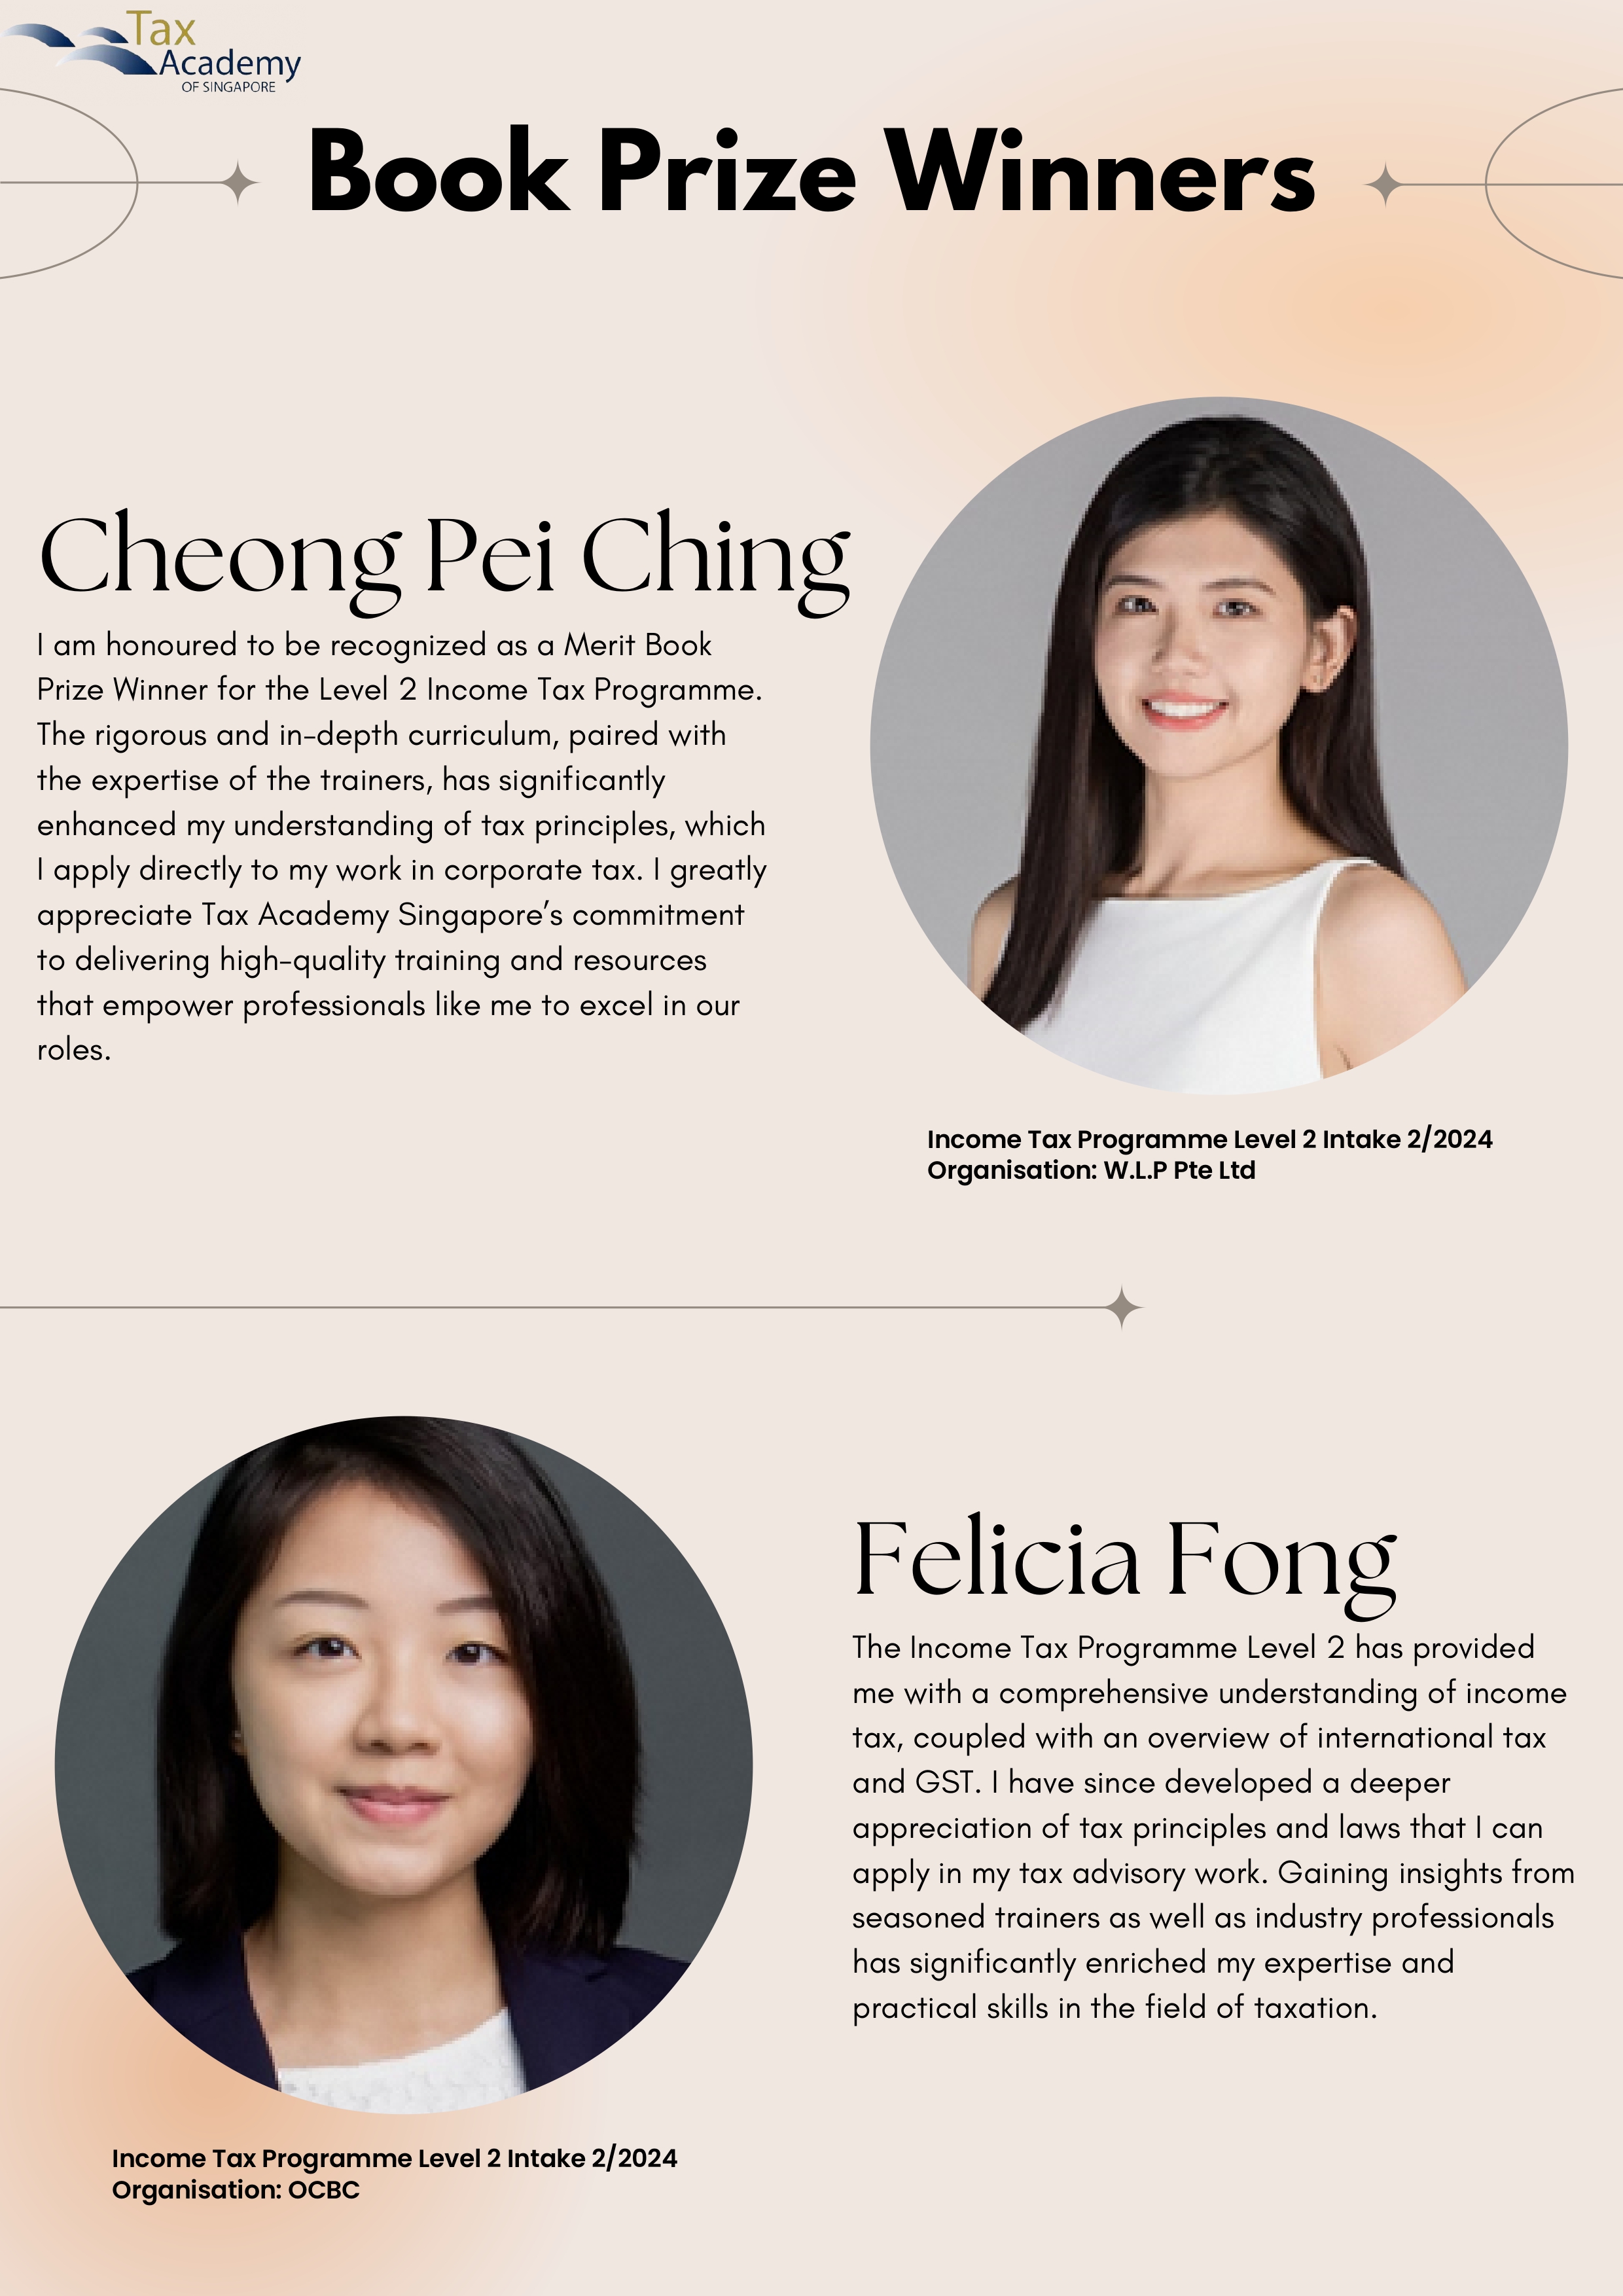 Tax
Academy
OF SINGAPORE
Book Prize Winners
Cheong Pei Ching
I am honoured to be recognized as a Merit Book
Prize Winner for the Level 2 Income Tax Programme.
The rigorous and in-depth curriculum, paired with
the expertise of the trainers, has significantly
enhanced my understanding of tax principles, which
I apply directly to my work in corporate tax. I greatly
appreciate Tax Academy Singapore’s commitment
to delivering high-quality training and resources
that empower professionals like me to excel in our
roles.
Income Tax Programme Level 2 Intake 2/2024
Organisation: W.L.P Pte Ltd
Felicia Fong
The Income Tax Programme Level 2 has provided
me with a comprehensive understanding of income
tax, coupled with an overview of international tax
and GST. I have since developed a deeper
appreciation of tax principles and laws that I can
apply in my tax advisory work. Gaining insights from
seasoned trainers as well as industry professionals
has significantly enriched my expertise and
practical skills in the field of taxation.
Income Tax Programme Level 2 Intake 2/2024
Organisation: OCBC